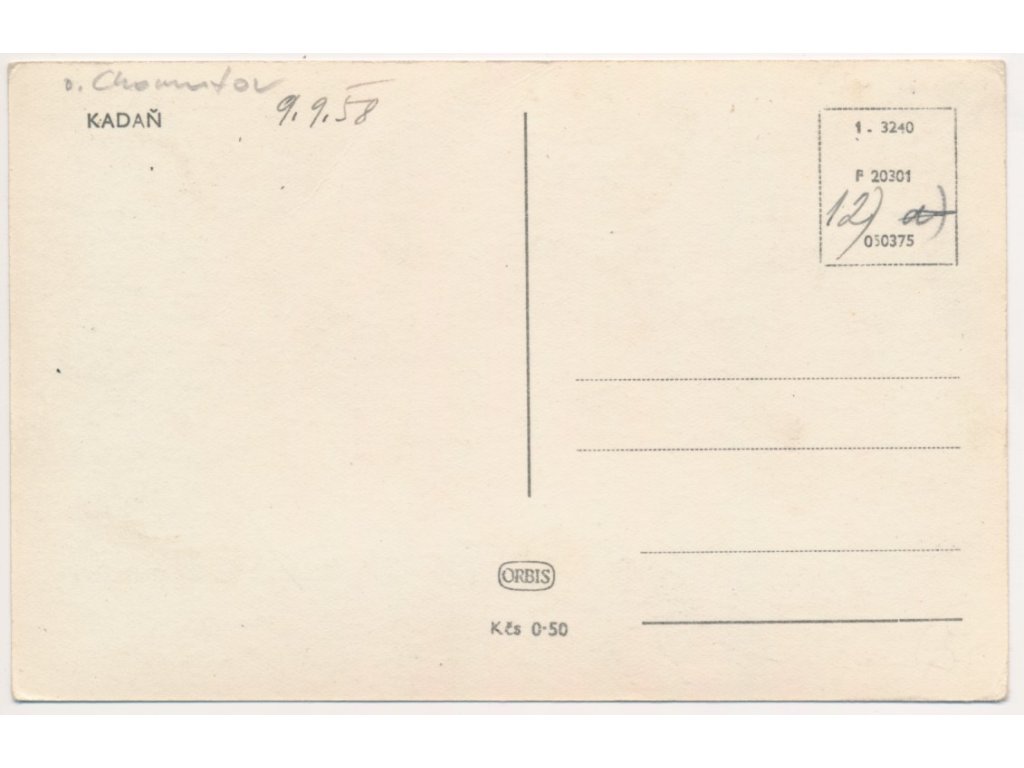 o. Chomutov
KADAŇ
9.9.58
1 - 3240
F 20301
12) a)
050375
ORBIS
Kčs 0·50